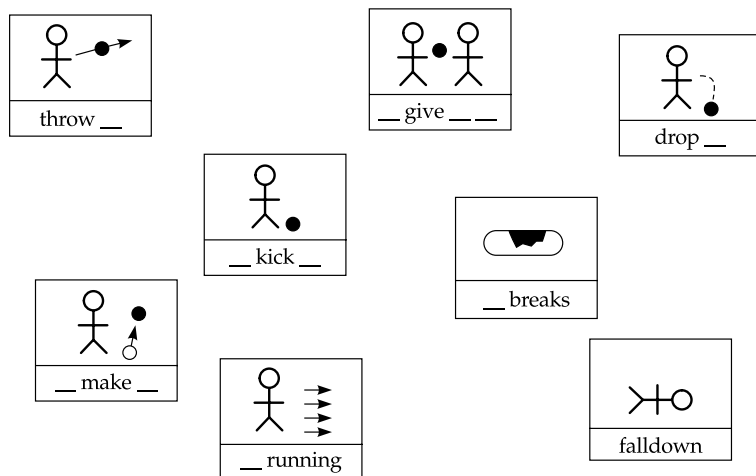 throw __
__ give __ __
drop __
__ kick __
__ breaks
__ make __
__ running
falldown